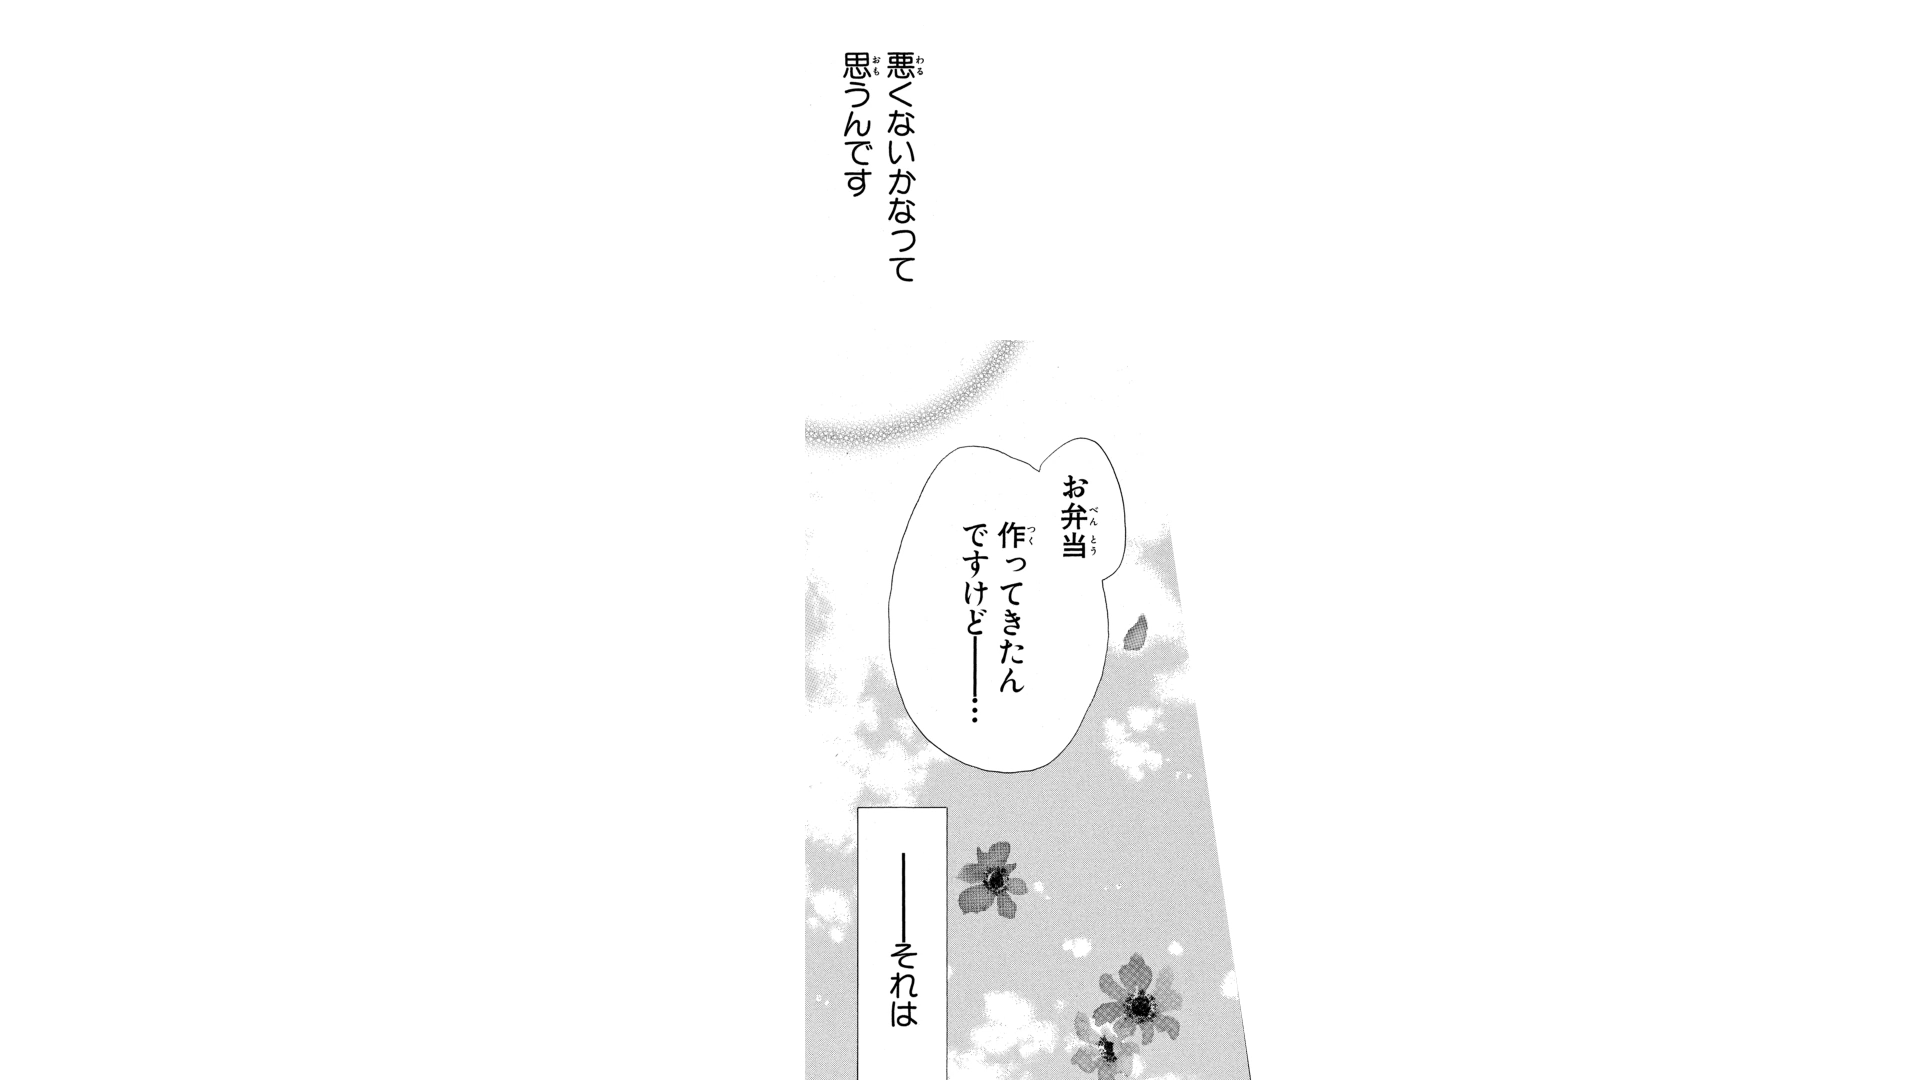 悪くないかなって
思うんです
お弁当
作ってきたん
ですけど――…
―――それは